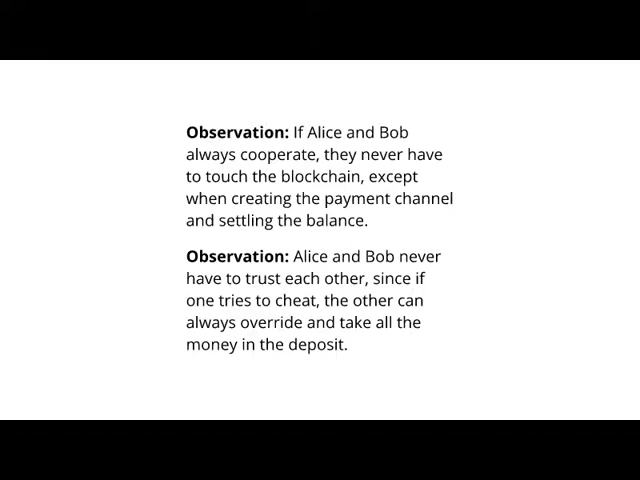 Observation: If Alice and Bob
always cooperate, they never have
to touch the blockchain, except
when creating the payment channel
and settling the balance.
Observation: Alice and Bob never
have to trust each other, since if
one tries to cheat, the other can
always override and take all the
money in the deposit.